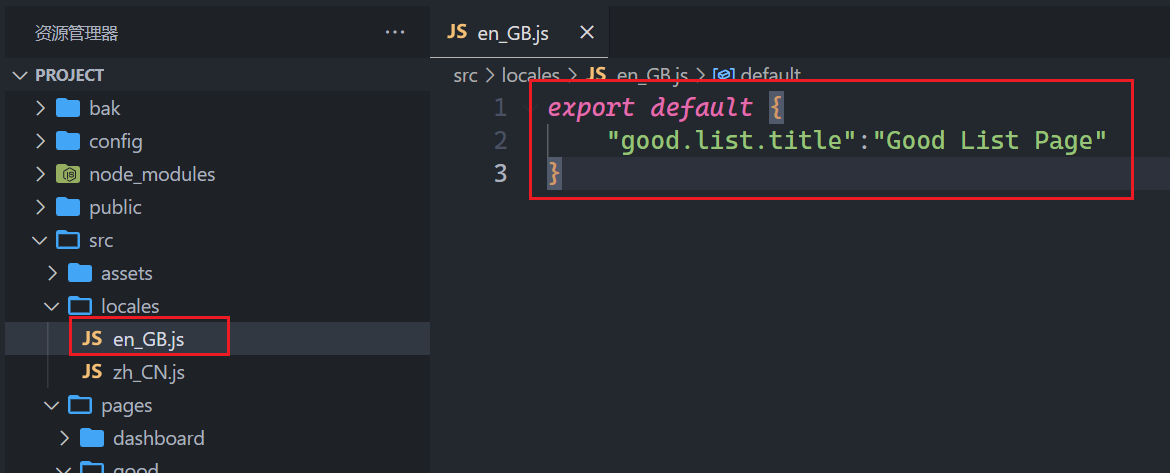 资源管理器
···
PROJECT
bak
config
node_modules
public
src
assets
locales
JS en_GB.js
JS zh_CN.js
pages
dashboard
good
JS en_GB.js ×
src > locales > JS en_GB.js > default
1 export default {
2 "good.list.title":"Good List Page"
3 }